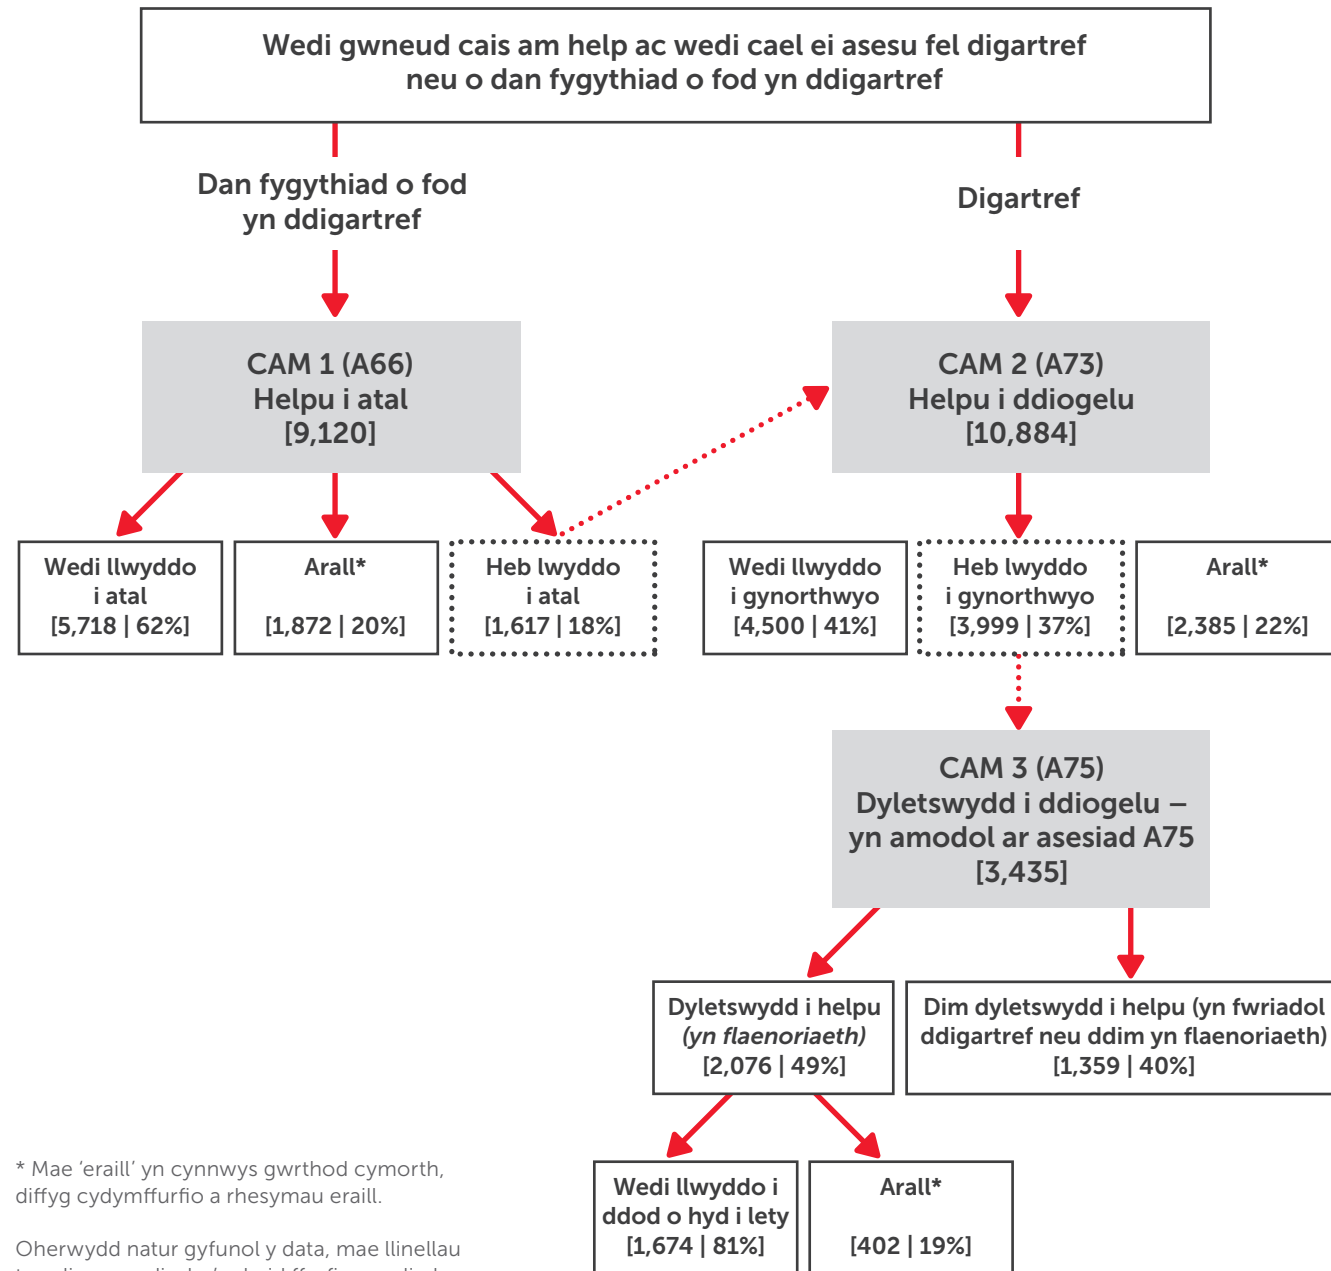 Wedi gwneud cais am help ac wedi cael ei asesu fel digartref
neu o dan fygythiad o fod yn ddigartref
Dan fygythiad o fod
yn ddigartref
Digartref
CAM 1 (A66)
Helpu i atal
[9,120]
CAM 2 (A73)
Helpu i ddiogelu
[10,884]
Wedi llwyddo
i atal
[5,718 | 62%]
Arall*
[1,872 | 20%]
Heb lwyddo
i atal
[1,617 | 18%]
Wedi llwyddo
i gynorthwyo
[4,500 | 41%]
Heb lwyddo
i gynorthwyo
[3,999 | 37%]
Arall*
[2,385 | 22%]
CAM 3 (A75)
Dyletswydd i ddiogelu –
yn amodol ar asesiad A75
[3,435]
Dyletswydd i helpu
(yn flaenoriaeth)
[2,076 | 49%]
Dim dyletswydd i helpu (yn fwriadol
ddigartref neu ddim yn flaenoriaeth)
[1,359 | 40%]
Wedi llwyddo i
ddod o hyd i lety
[1,674 | 81%]
Arall*
[402 | 19%]
* Mae ‘eraill’ yn cynnwys gwrthod cymorth,
diffyg cydymffurfio a rhesymau eraill.
Oherwydd natur gyfunol y data, mae llinellau